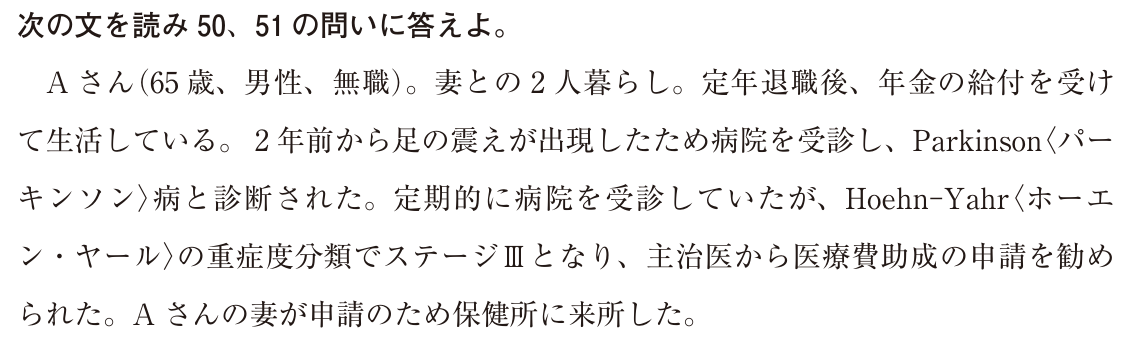 次の文を読み 50、51 の問いに答えよ。
　A さん(65 歳、男性、無職)。妻との 2 人暮らし。定年退職後、年金の給付を受け
て生活している。2 年前から足の震えが出現したため病院を受診し、Parkinson〈パー
キンソン〉病と診断された。定期的に病院を受診していたが、Hoehn-Yahr〈ホーエ
ン・ヤール〉の重症度分類でステージⅢとなり、主治医から医療費助成の申請を勧め
られた。A さんの妻が申請のため保健所に来所した。